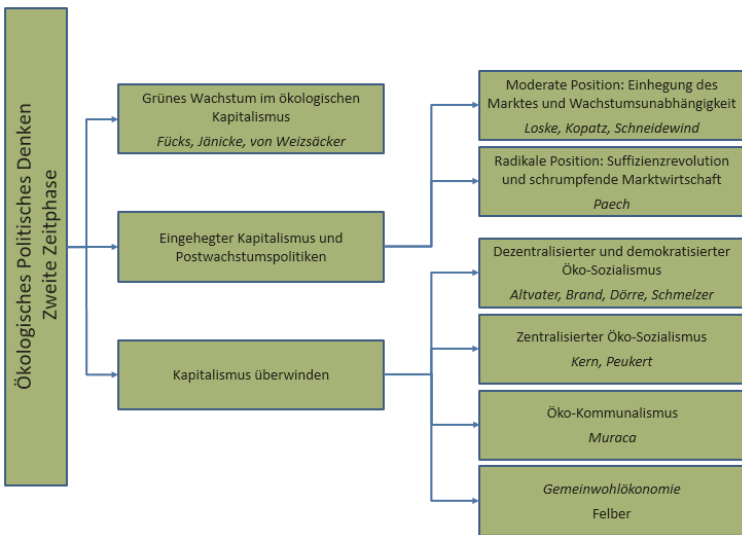 Ökologisches Politisches Denken
Zweite Zeitphase
Grünes Wachstum im ökologischen
Kapitalismus
Fücks, Jänicke, von Weizsäcker
Eingehegter Kapitalismus und
Postwachstumspolitiken
Kapitalismus überwinden
Moderate Position: Einhegung des
Marktes und Wachstumsunabhängigkeit
Loske, Kopatz, Schneidewind
Radikale Position: Suffizienzrevolution
und schrumpfende Marktwirtschaft
Paech
Dezentralisierter und demokratisierter
Öko-Sozialismus
Altvater, Brand, Dörre, Schmelzer
Zentralisierter Öko-Sozialismus
Kern, Peukert
Öko-Kommunalismus
Muraca
Gemeinwohlökonomie
Felber